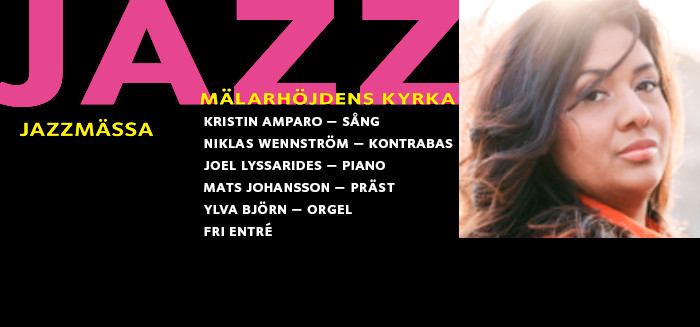 JAZZ
MÄLARHÖJDENS KYRKA
JAZZMÄSSA
KRISTIN AMPARO – SÅNG
NIKLAS WENNSTRÖM – KONTRABAS
JOEL LYSSARIDES – PIANO
MATS JOHANSSON – PRÄST
YLVA BJÖRN – ORGEL
FRI ENTRÉ